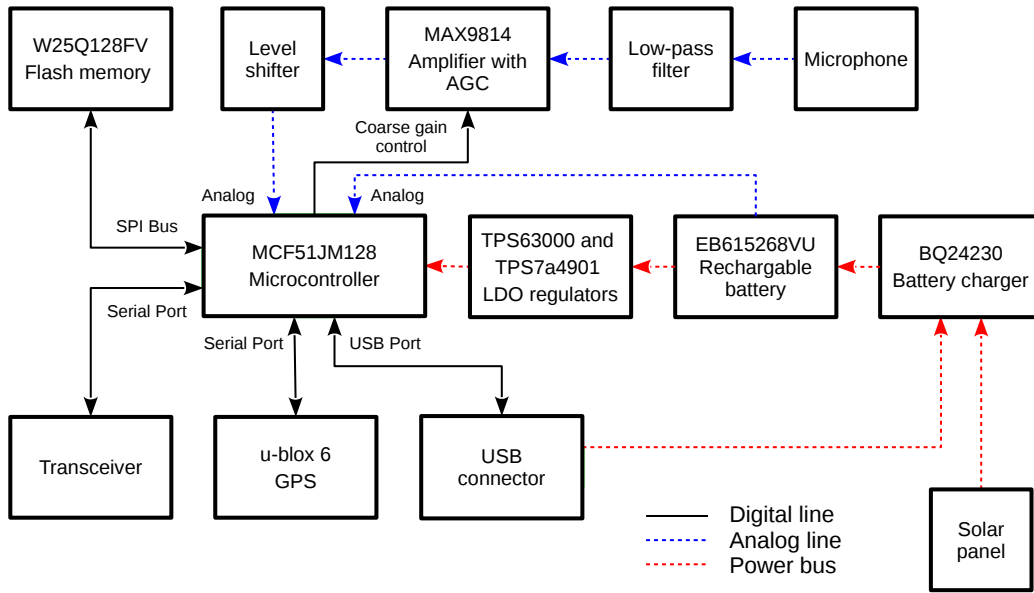 W25Q128FV
Flash memory
Level
shifter
MAX9814
Amplifier with
AGC
Low-pass
filter
Microphone
Coarse gain
control
Analog
Analog
SPI Bus
MCF51JM128
Microcontroller
TPS63000 and
TPS7a4901
LDO regulators
EB615268VU
Rechargable
battery
BQ24230
Battery charger
Serial Port
Serial Port
USB Port
Transceiver
u-blox 6
GPS
USB
connector
Solar
panel
Digital line
Analog line
Power bus